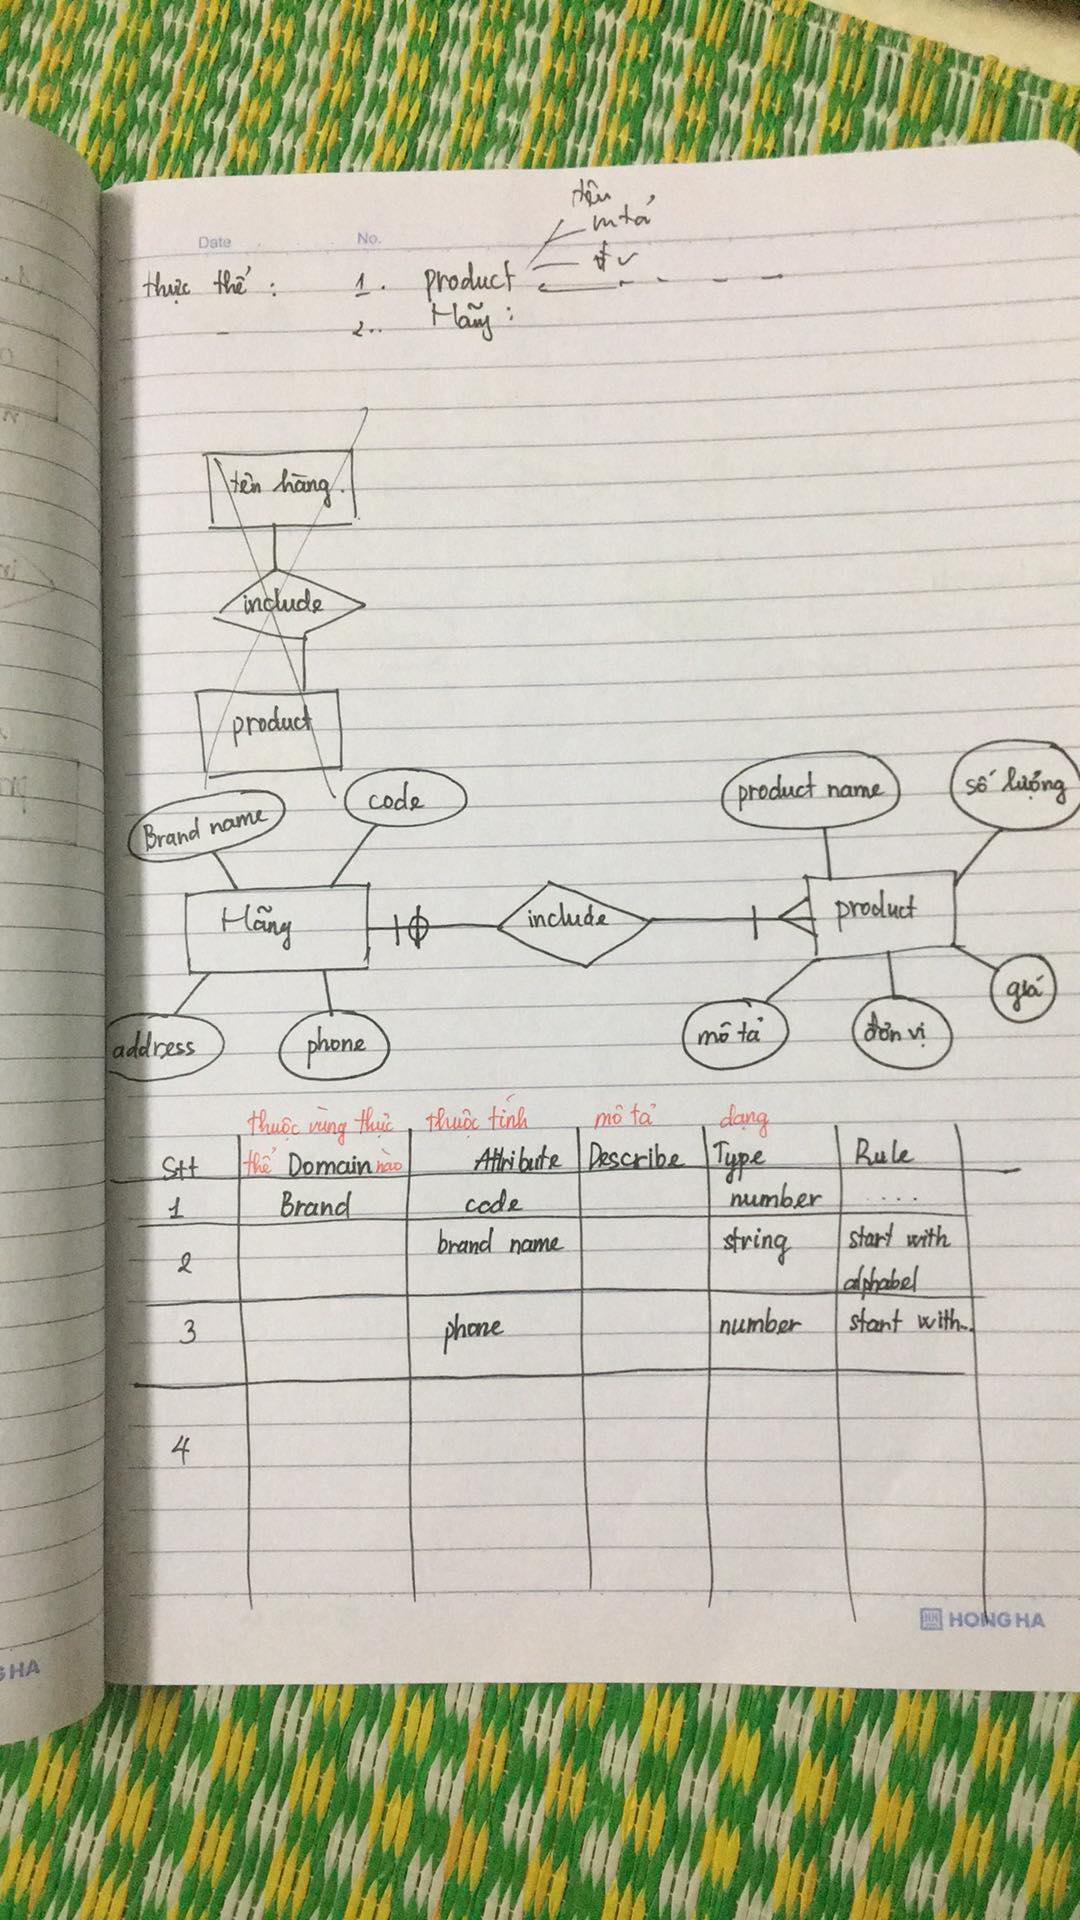 Date No.
tên
m tả
đv
thực thể : 1. product
2.. Hãng :
tên hàng.
include
product
Brand name code product name số lượng
Hãng include product
address phone mô tả đơn vị giá
thuộc vùng thực thuộc tính mô tả dạng
Stt thể Domain nào Attribute Describe Type Rule
1 Brand code number ....
2 brand name string start with
alphabel
3 phone number start with..
4
HONG HA
G HA